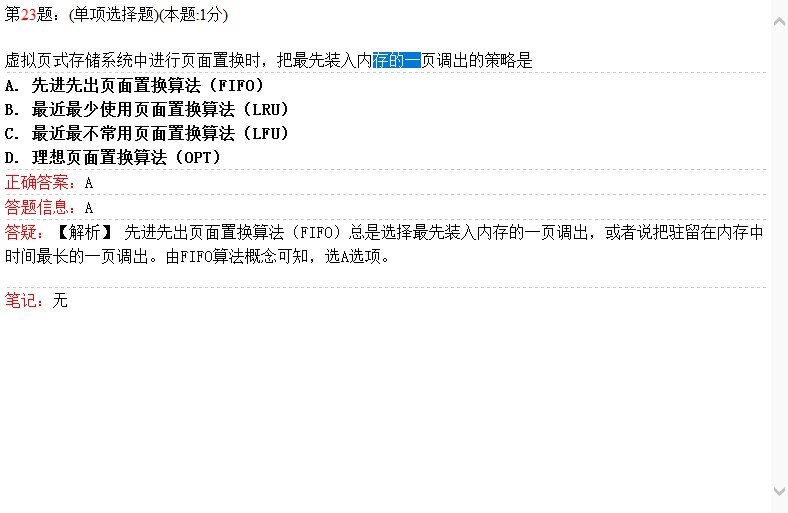 第23题：(单项选择题)(本题:1分)
虚拟页式存储系统中进行页面置换时，把最先装入内存的一页调出的策略是
A. 先进先出页面置换算法（FIFO）
B. 最近最少使用页面置换算法（LRU）
C. 最近最不常用页面置换算法（LFU）
D. 理想页面置换算法（OPT）
正确答案：A
答题信息：A
答疑：【解析】 先进先出页面置换算法（FIFO）总是选择最先装入内存的一页调出，或者说把驻留在内存中
时间最长的一页调出。由FIFO算法概念可知，选A选项。
笔记：无